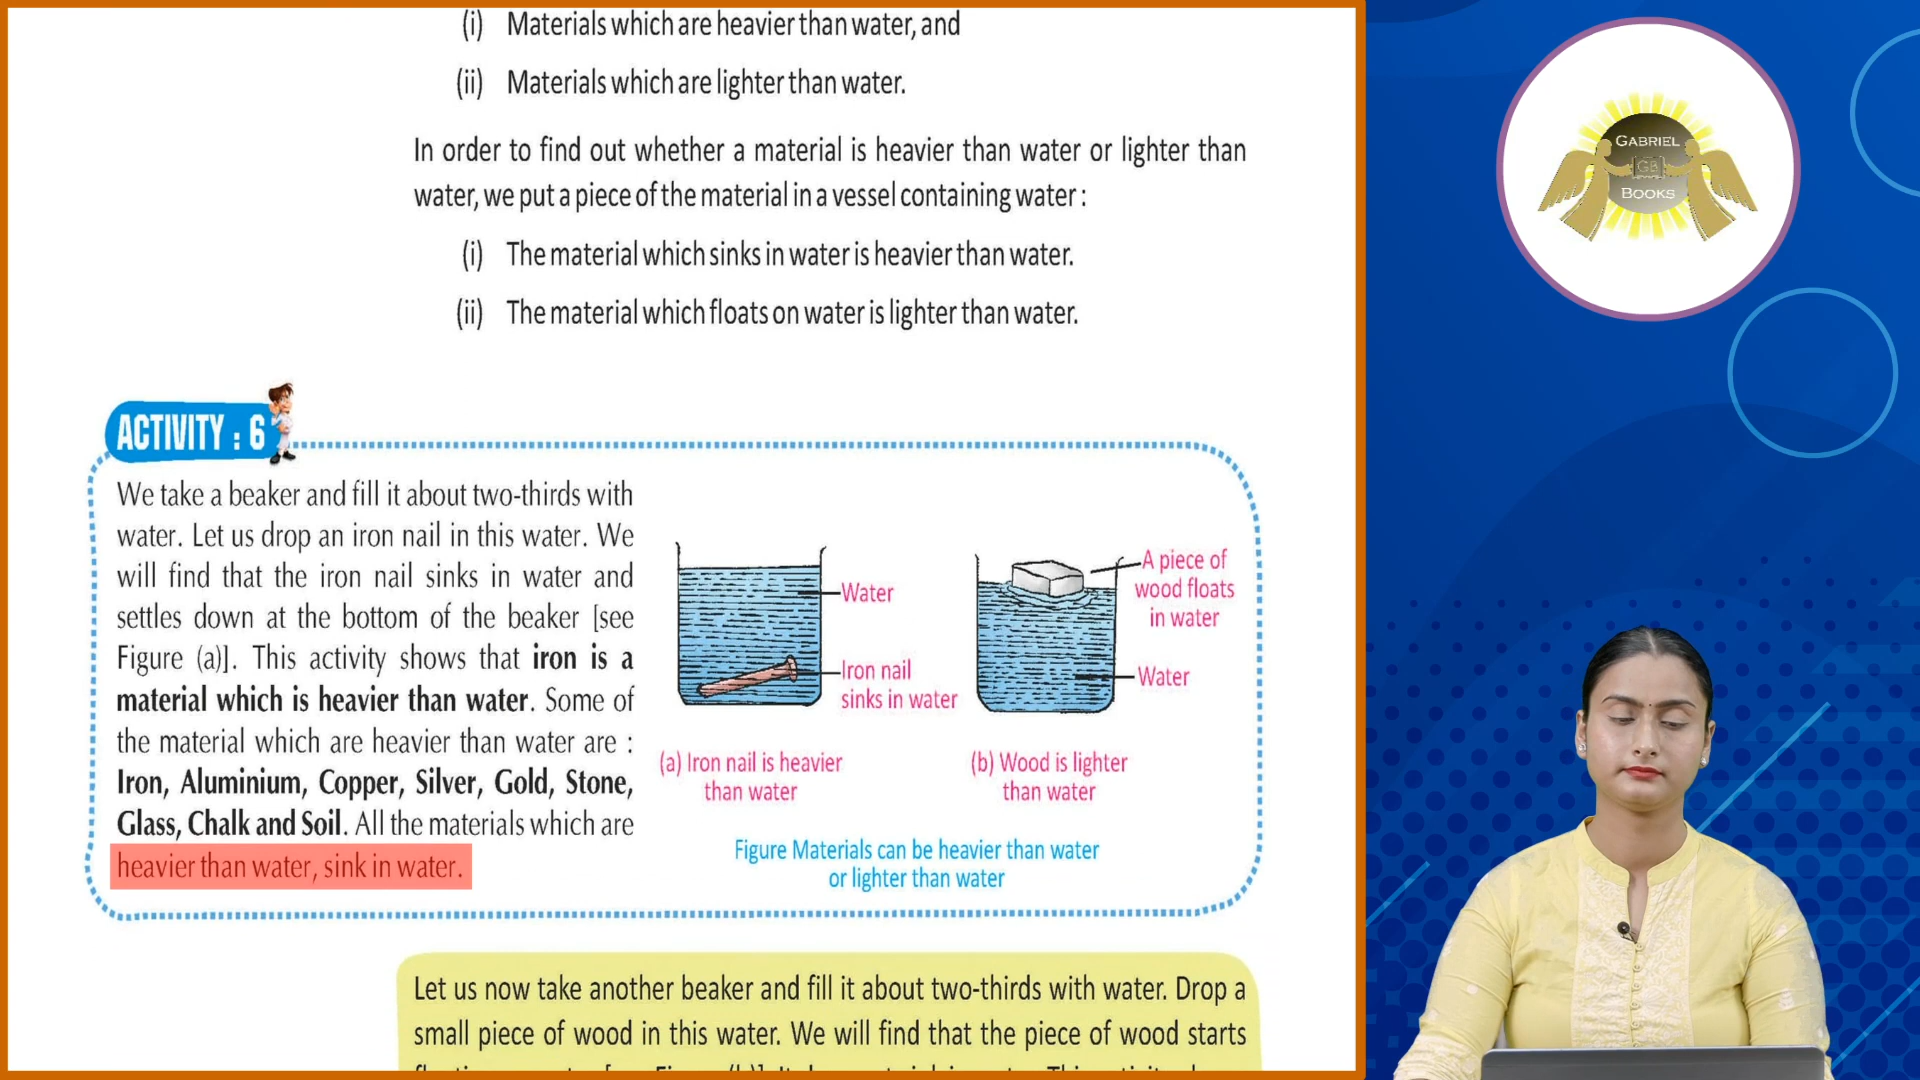 (i) Materials which are heavier than water, and
(ii) Materials which are lighter than water.
In order to find out whether a material is heavier than water or lighter than
water, we put a piece of the material in a vessel containing water :
(i) The material which sinks in water is heavier than water.
(ii) The material which floats on water is lighter than water.
ACTIVITY : 6
We take a beaker and fill it about two-thirds with
water. Let us drop an iron nail in this water. We
will find that the iron nail sinks in water and
settles down at the bottom of the beaker [see
Figure (a)]. This activity shows that iron is a
material which is heavier than water. Some of
the material which are heavier than water are :
Iron, Aluminium, Copper, Silver, Gold, Stone,
Glass, Chalk and Soil. All the materials which are
heavier than water, sink in water.
Water
Iron nail
sinks in water
(a) Iron nail is heavier
than water
A piece of
wood floats
in water
Water
(b) Wood is lighter
than water
Figure Materials can be heavier than water
or lighter than water
Let us now take another beaker and fill it about two-thirds with water. Drop a
small piece of wood in this water. We will find that the piece of wood starts
GABRIEL
GB
BOOKS